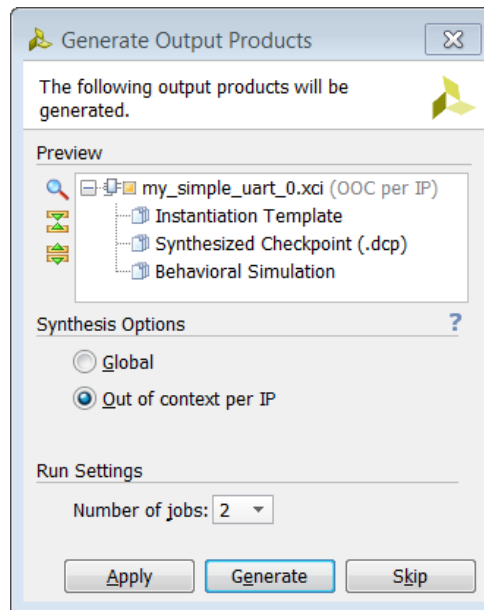 Generate Output Products
The following output products will be
generated.
Preview
my_simple_uart_0.xci (OOC per IP)
Instantiation Template
Synthesized Checkpoint (.dcp)
Behavioral Simulation
Synthesis Options
?
Global
Out of context per IP
Run Settings
Number of jobs: 2
Apply Generate Skip